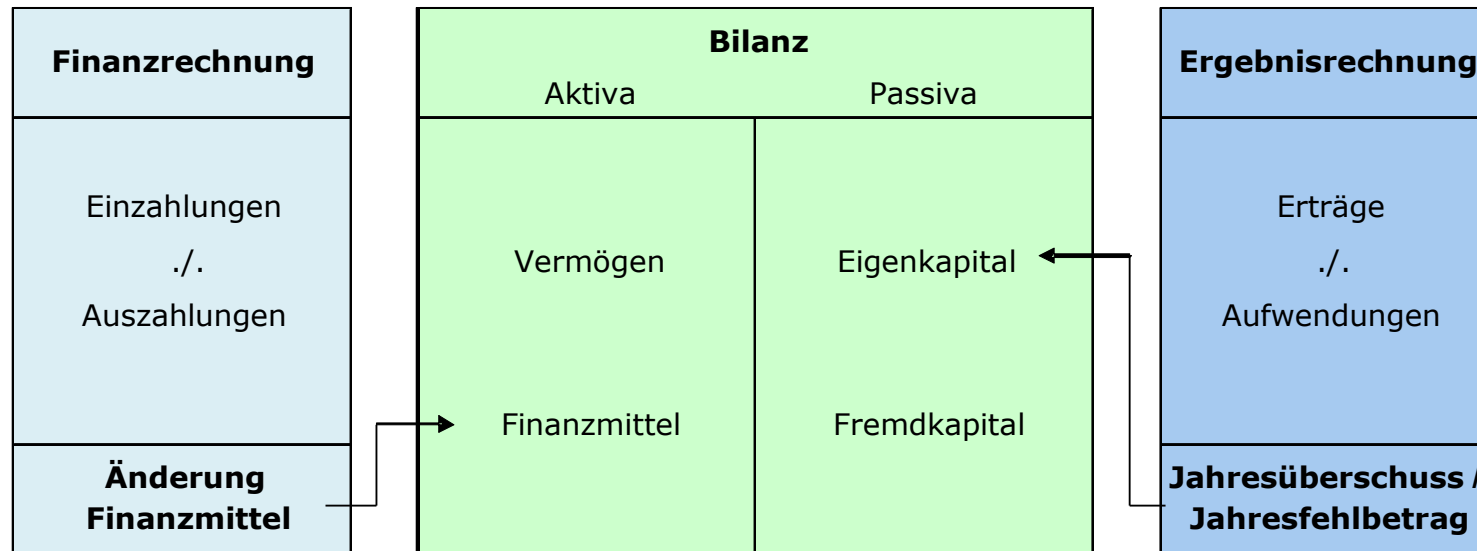 Finanzrechnung
Einzahlungen
./.
Auszahlungen
Änderung
Finanzmittel
Bilanz
Aktiva Passiva
Vermögen Eigenkapital
Finanzmittel Fremdkapital
Ergebnisrechnung
Erträge
./.
Aufwendungen
Jahresüberschuss /
Jahresfehlbetrag